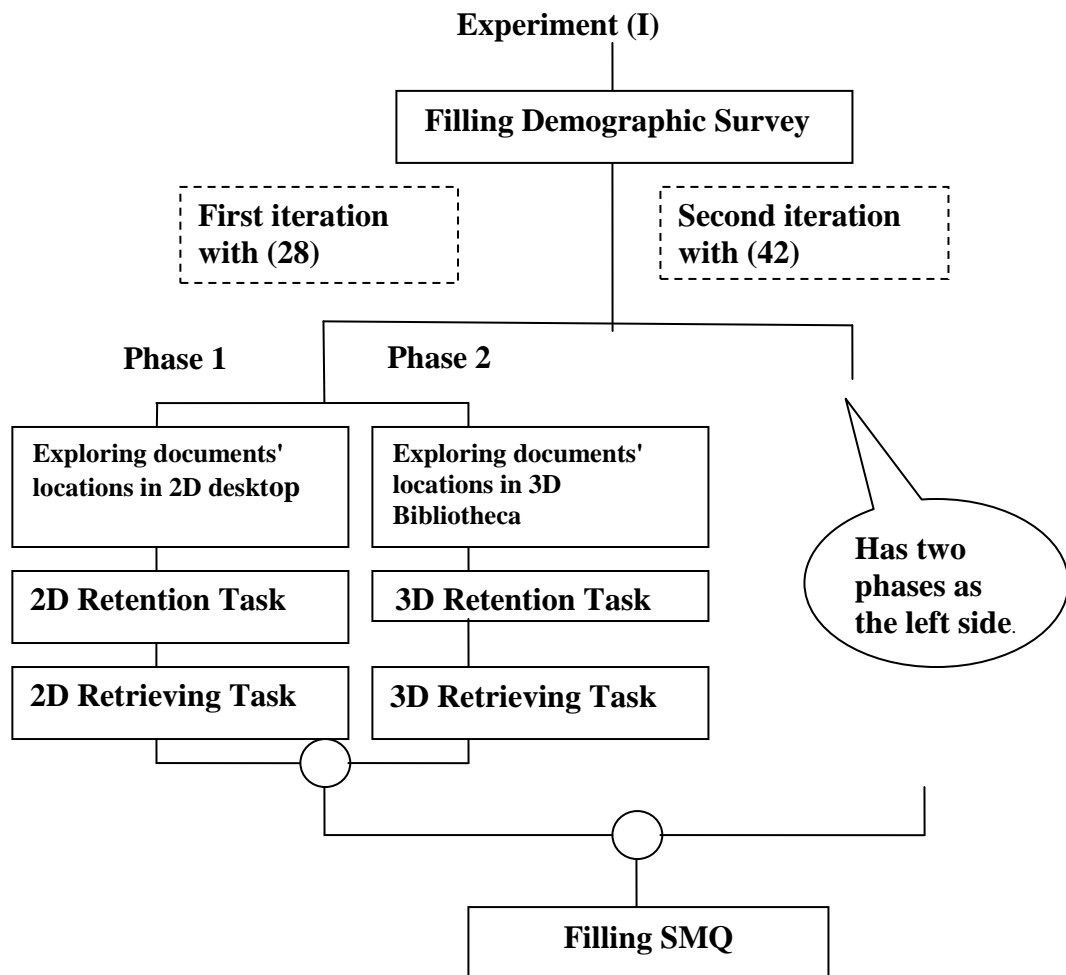 Experiment (I)
Filling Demographic Survey
First iteration
with (28)
Second iteration
with (42)
Phase 1
Phase 2
Exploring documents'
locations in 2D desktop
Exploring documents'
locations in 3D
Bibliotheca
2D Retention Task
3D Retention Task
2D Retrieving Task
3D Retrieving Task
Has two
phases as
the left side.
Filling SMQ